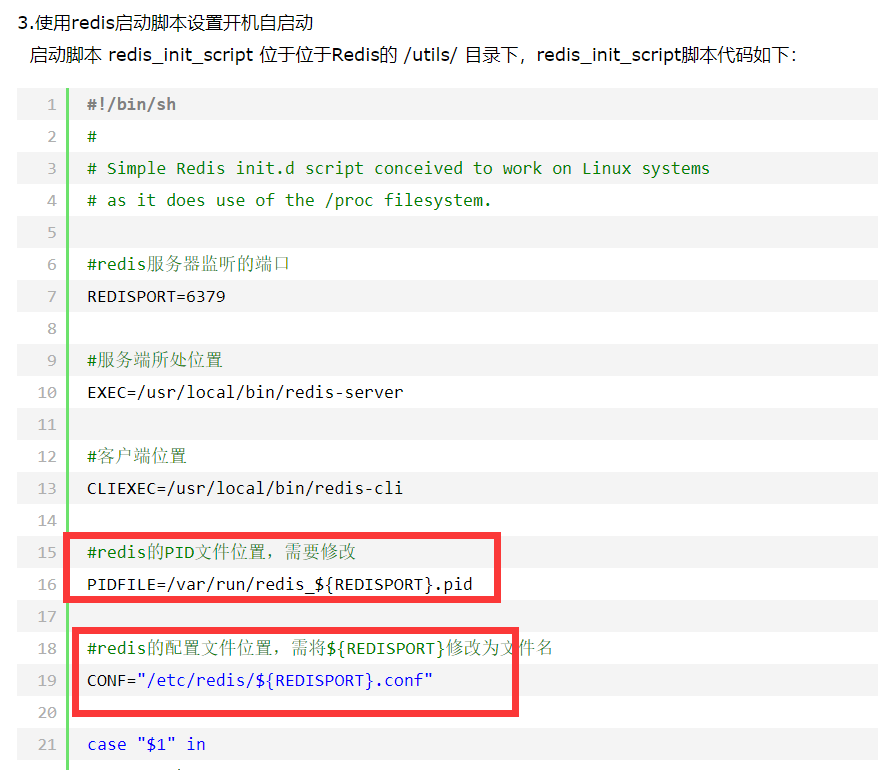 3.使用redis启动脚本设置开机自启动
启动脚本 redis_init_script 位于位于Redis的 /utils/ 目录下，redis_init_script脚本代码如下：
1 #!/bin/sh
2 #
3 # Simple Redis init.d script conceived to work on Linux systems
4 # as it does use of the /proc filesystem.
5
6 #redis服务器监听的端口
7 REDISPORT=6379
8
9 #服务端所处位置
10 EXEC=/usr/local/bin/redis-server
11
12 #客户端位置
13 CLIEXEC=/usr/local/bin/redis-cli
14
15 #redis的PID文件位置，需要修改
16 PIDFILE=/var/run/redis_${REDISPORT}.pid
17
18 #redis的配置文件位置，需将${REDISPORT}修改为文件名
19 CONF="/etc/redis/${REDISPORT}.conf"
20
21 case "$1" in